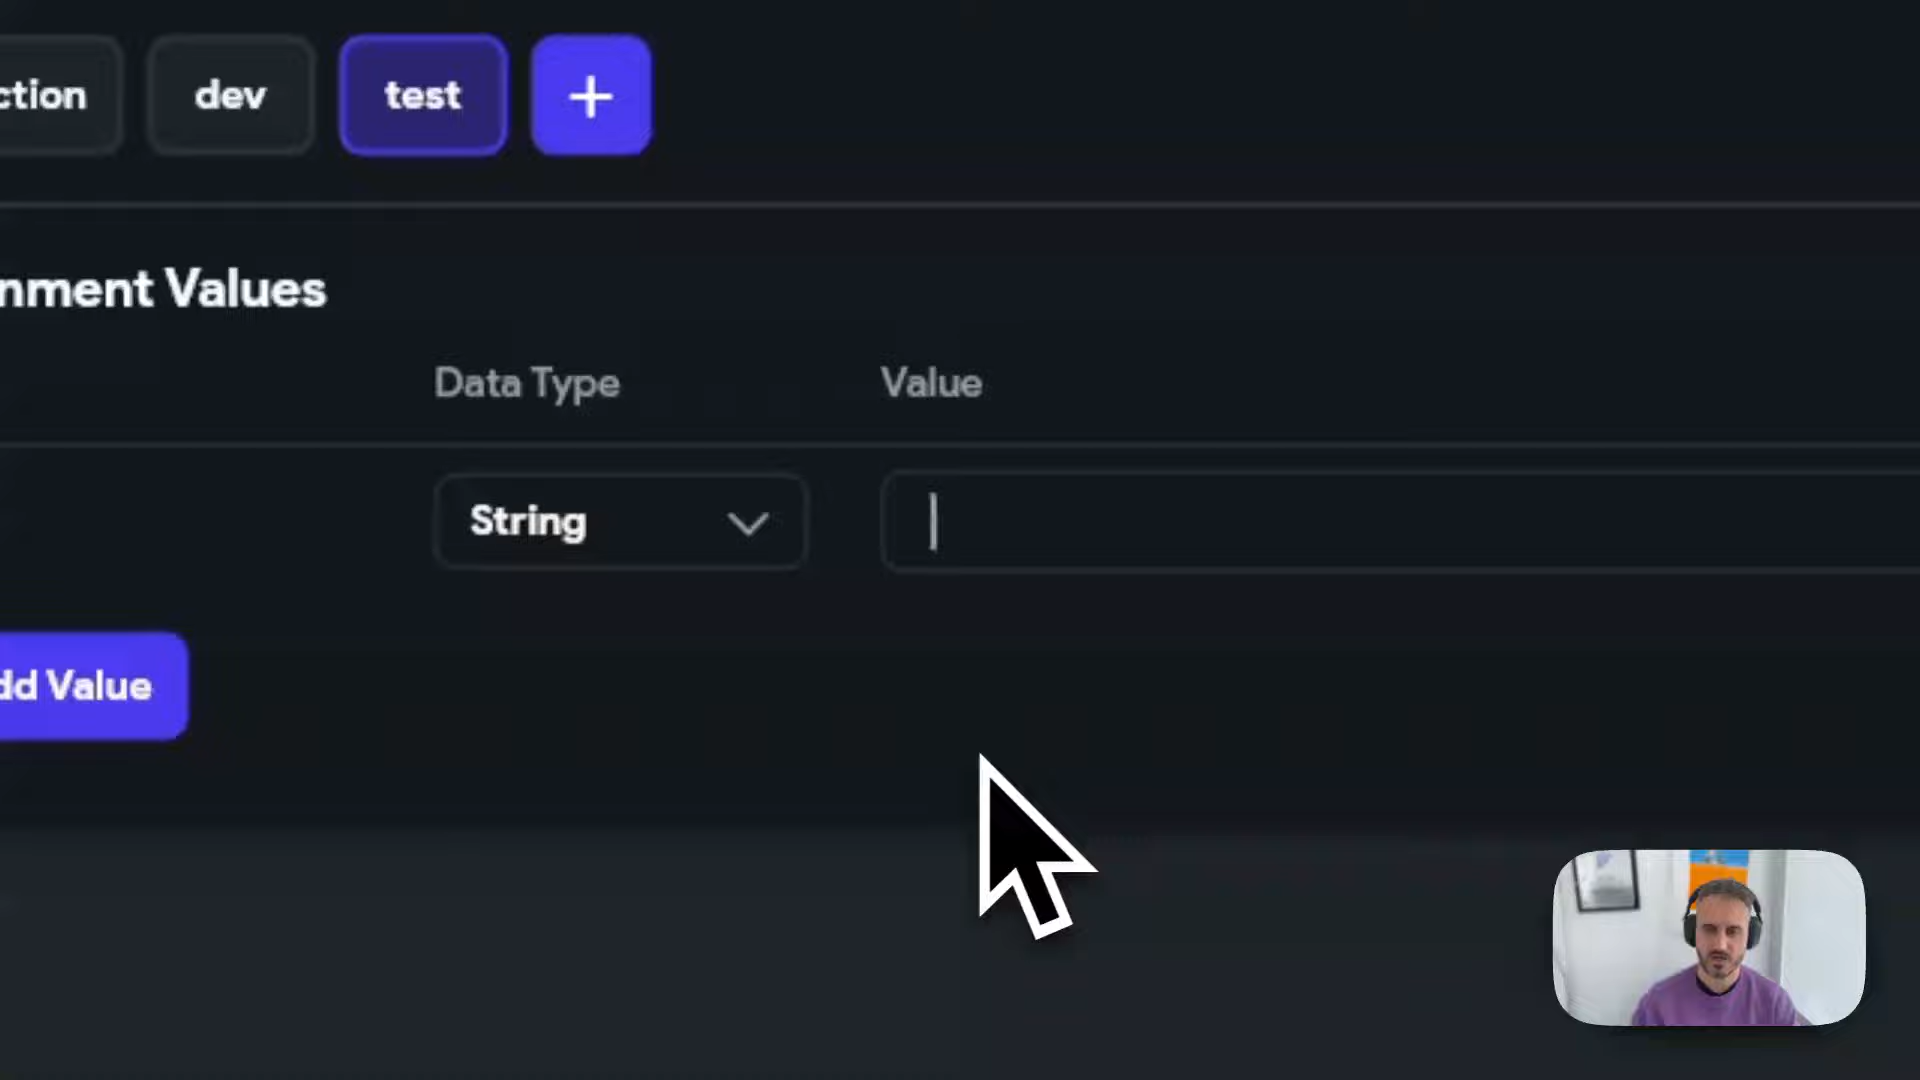 ction dev test +
nment Values
Data Type Value
String
dd Value